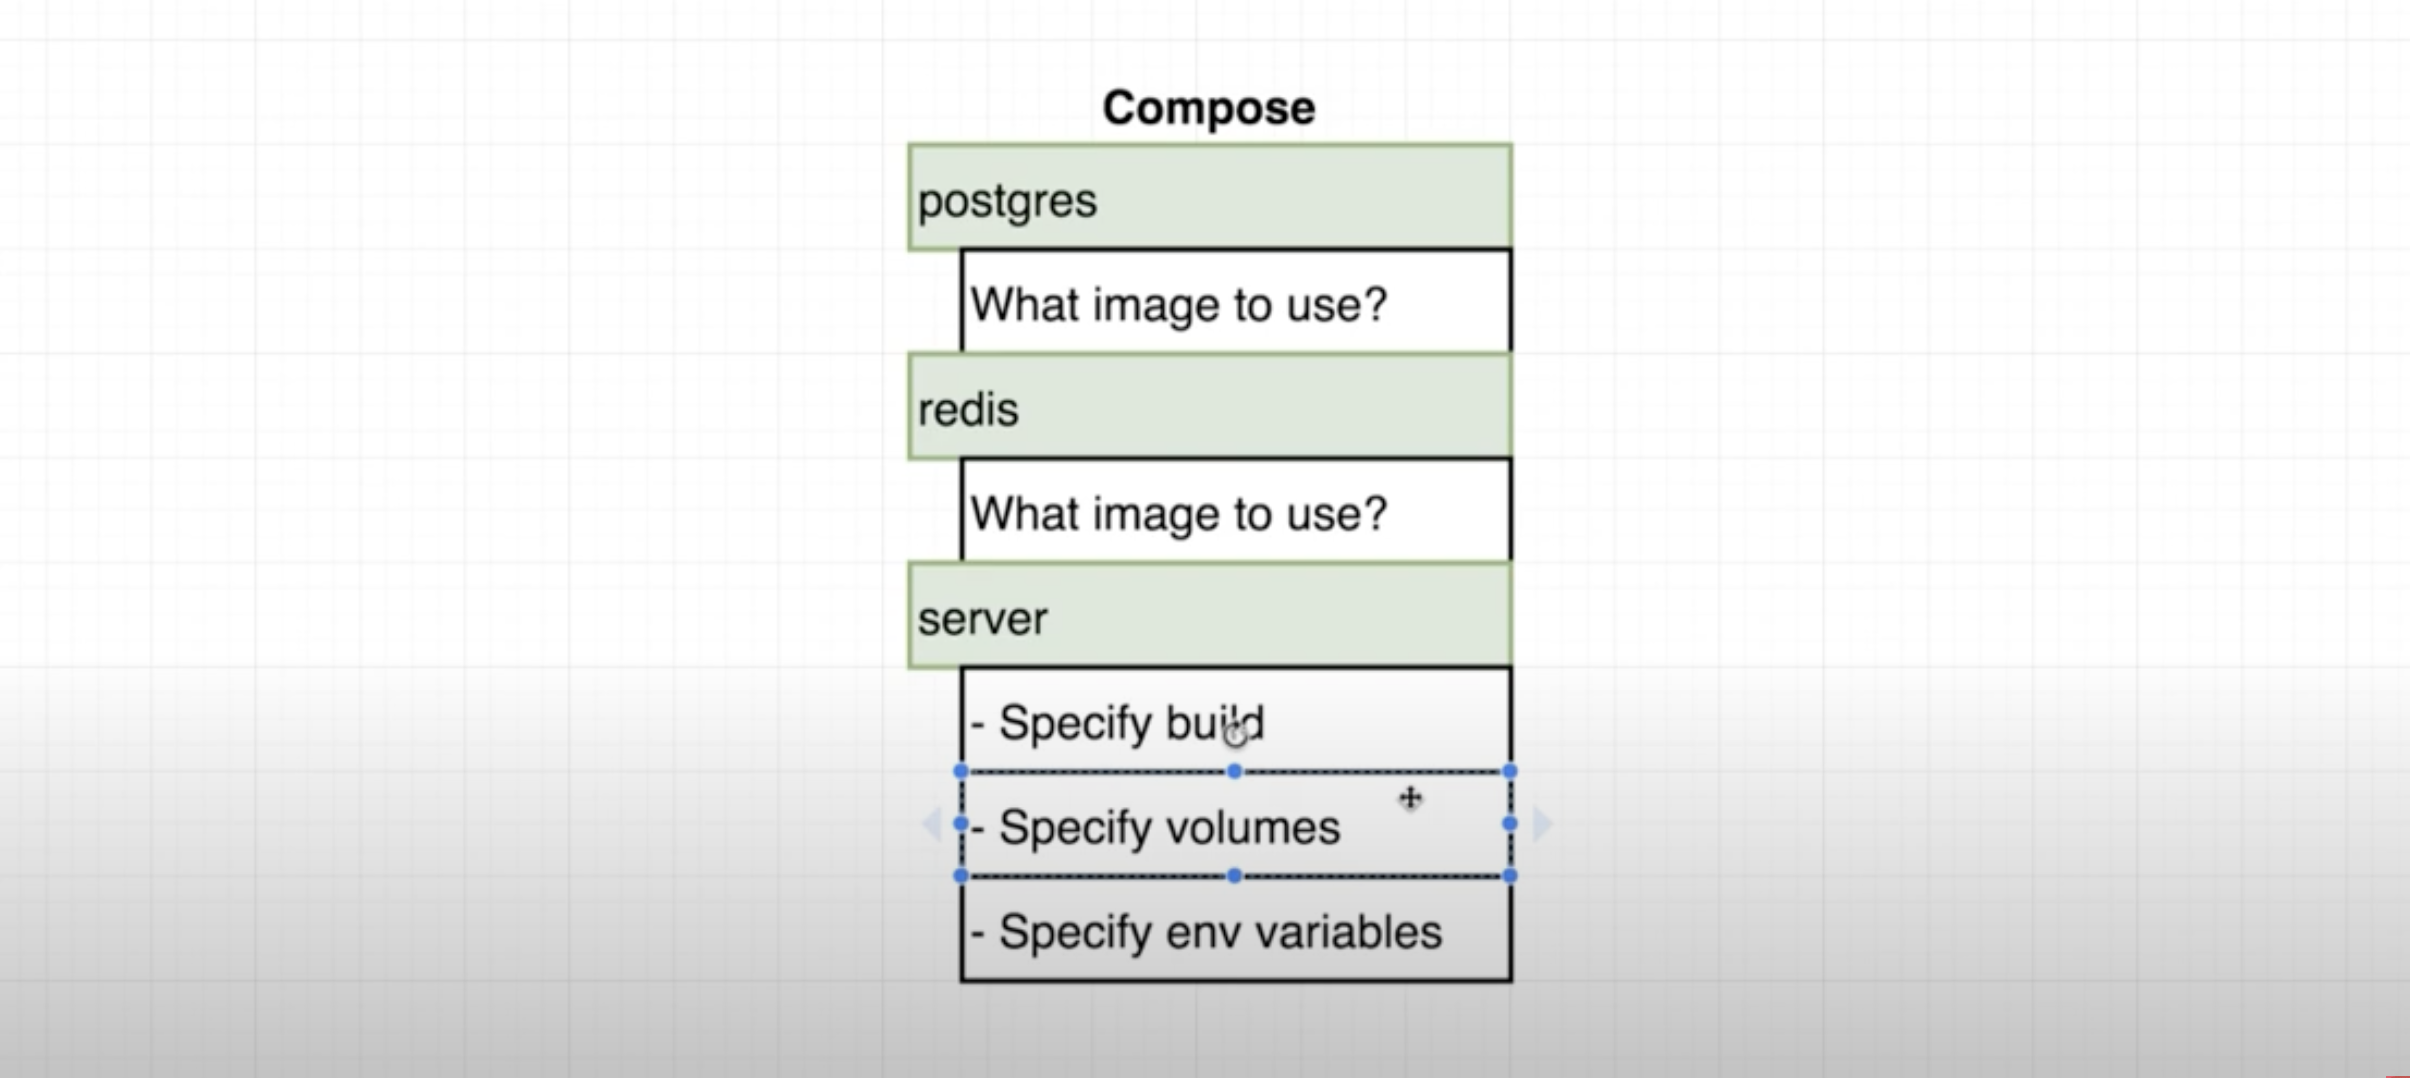 Compose
postgres
What image to use?
redis
What image to use?
server
- Specify build
- Specify volumes
- Specify env variables